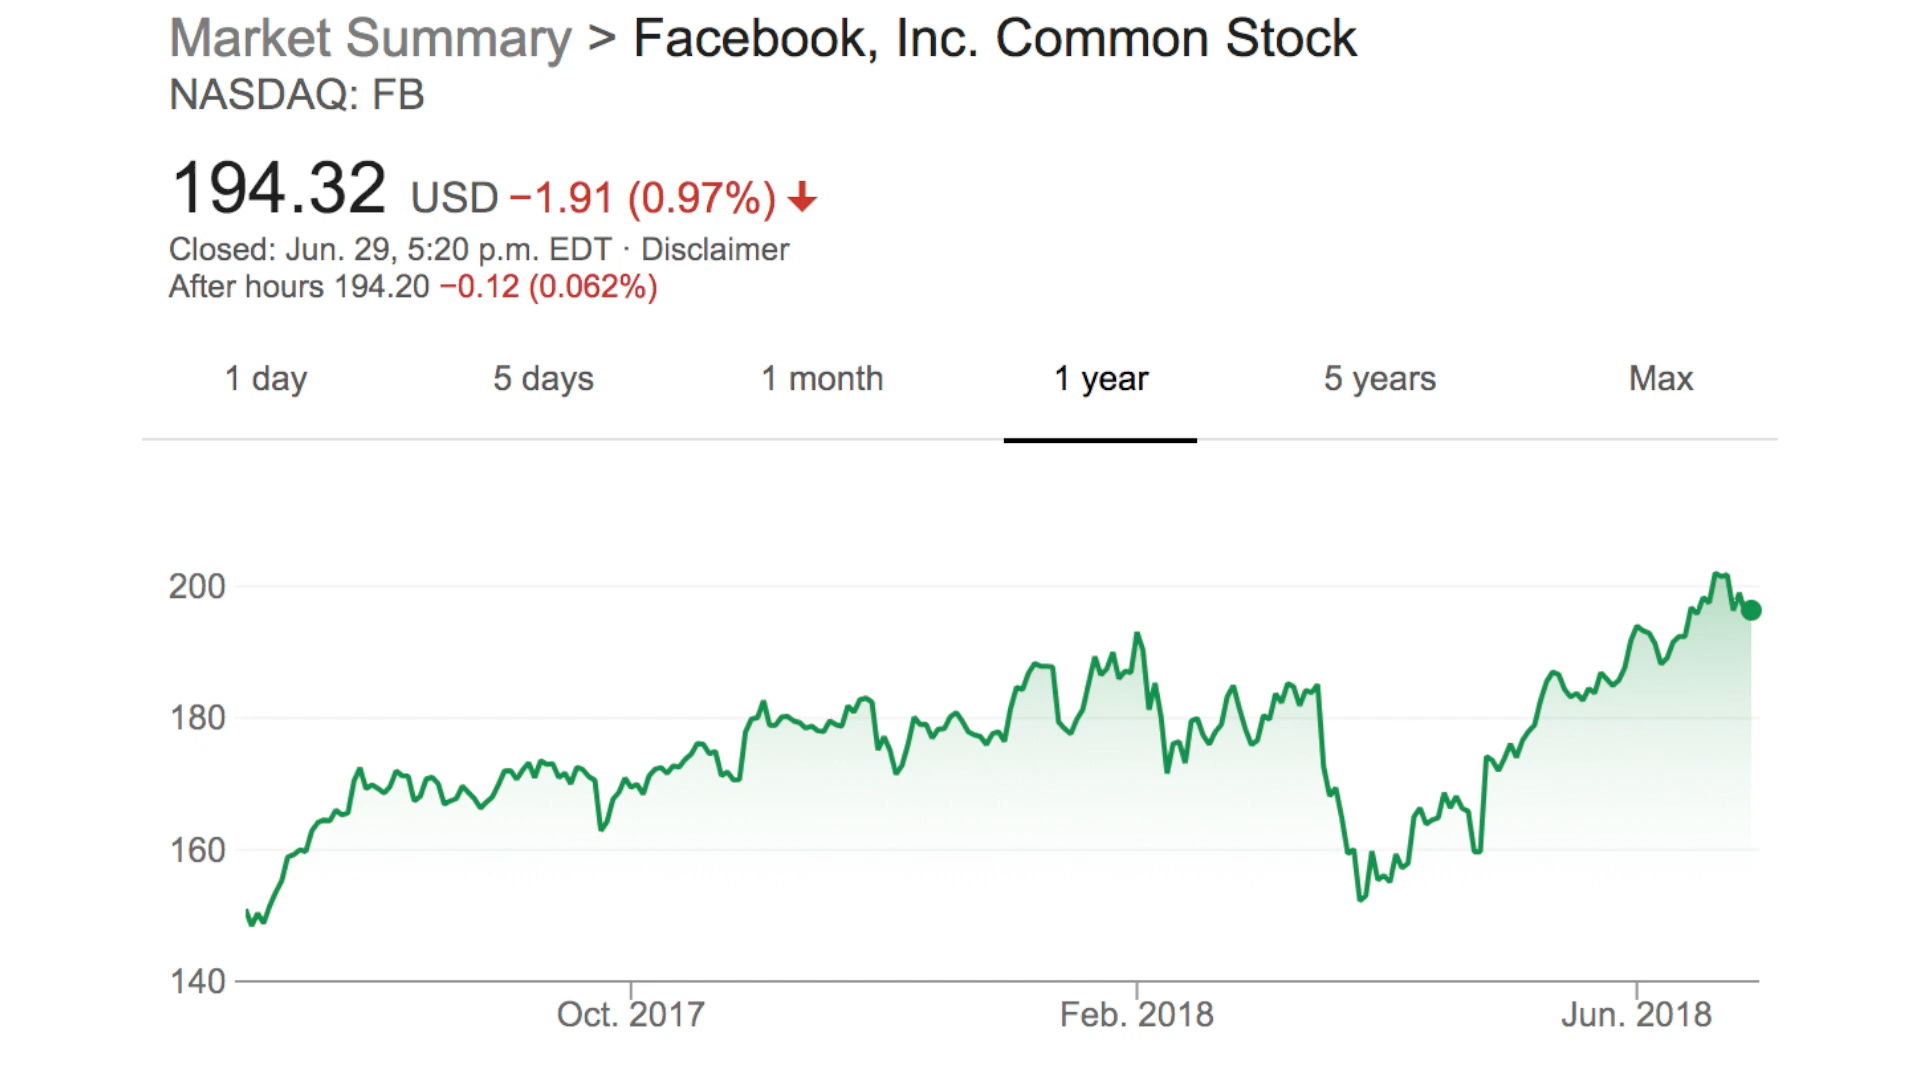 Market Summary > Facebook, Inc. Common Stock
NASDAQ: FB
194.32 USD −1.91 (0.97%) ↓
Closed: Jun. 29, 5:20 p.m. EDT · Disclaimer
After hours 194.20 −0.12 (0.062%)
1 day 5 days 1 month 1 year 5 years Max
200
180
160
140
Oct. 2017 Feb. 2018 Jun. 2018